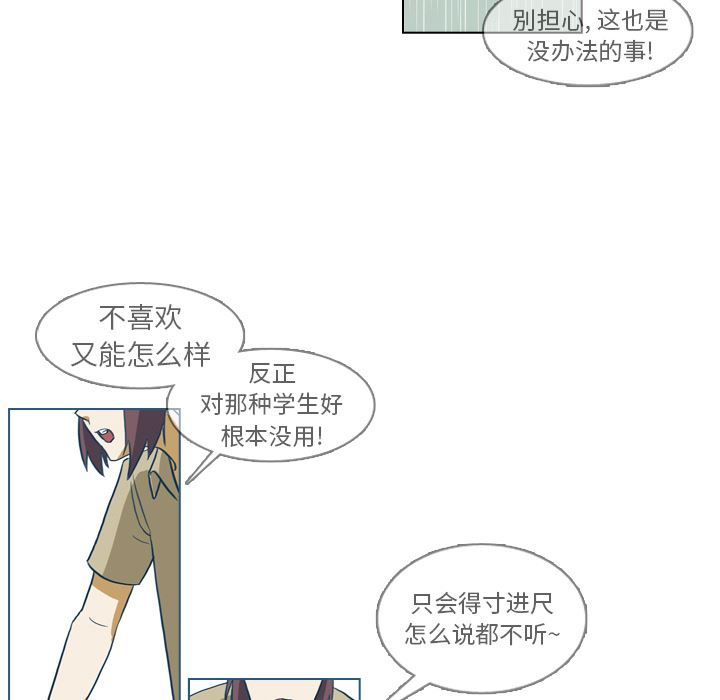 别担心, 这也是
没办法的事!
不喜欢
又能怎么样
反正
对那种学生好
根本没用!
只会得寸进尺
怎么说都不听~